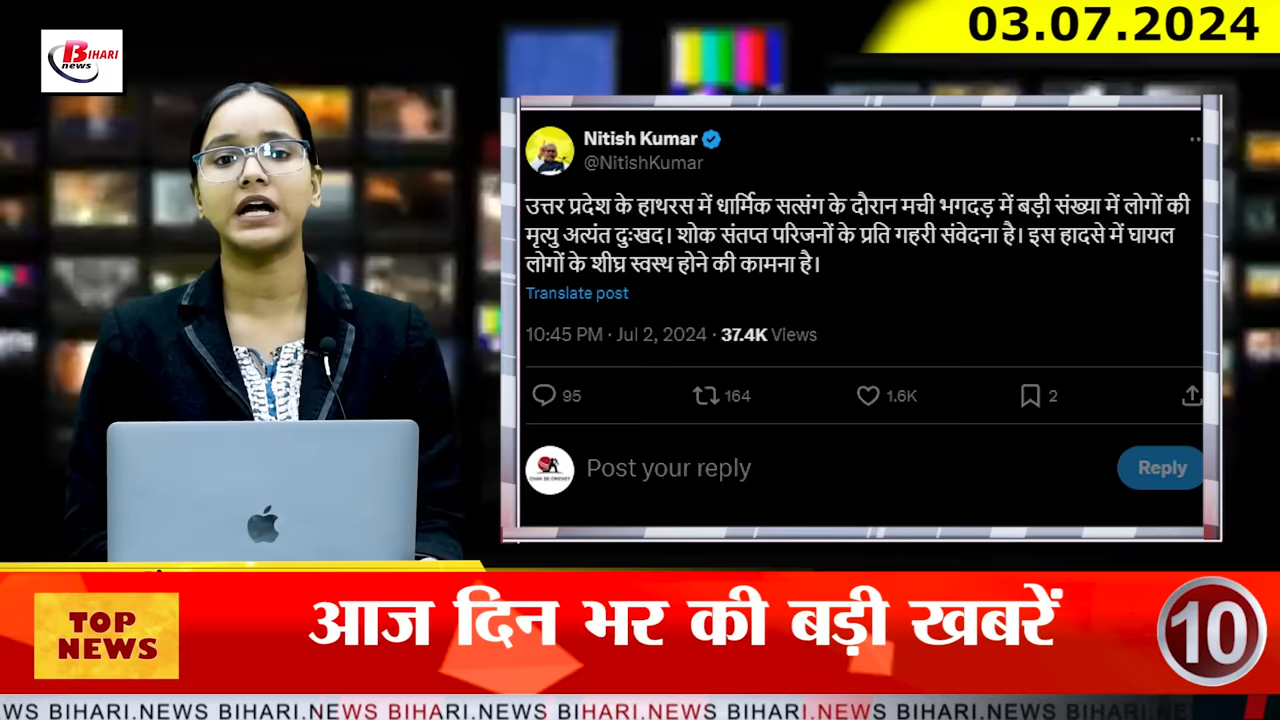 BIHARI
news
03.07.2024
Nitish Kumar
@NitishKumar
उत्तर प्रदेश के हाथरस में धार्मिक सत्संग के दौरान मची भगदड़ में बड़ी संख्या में लोगों की
मृत्यु अत्यंत दुःखद। शोक संतप्त परिजनों के प्रति गहरी संवेदना है। इस हादसे में घायल
लोगों के शीघ्र स्वस्थ होने की कामना है।
Translate post
10:45 PM · Jul 2, 2024 · 37.4K Views
95 164 1.6K 2
Post your reply
Reply
TOP
NEWS
आज दिन भर की बड़ी खबरें
10
WS BIHARI.NEWS BIHARI.NEWS BIHARI.NEWS BIHARI.NEWS BIHARI.NEWS BIHARI.NEWS BIHARI.NE